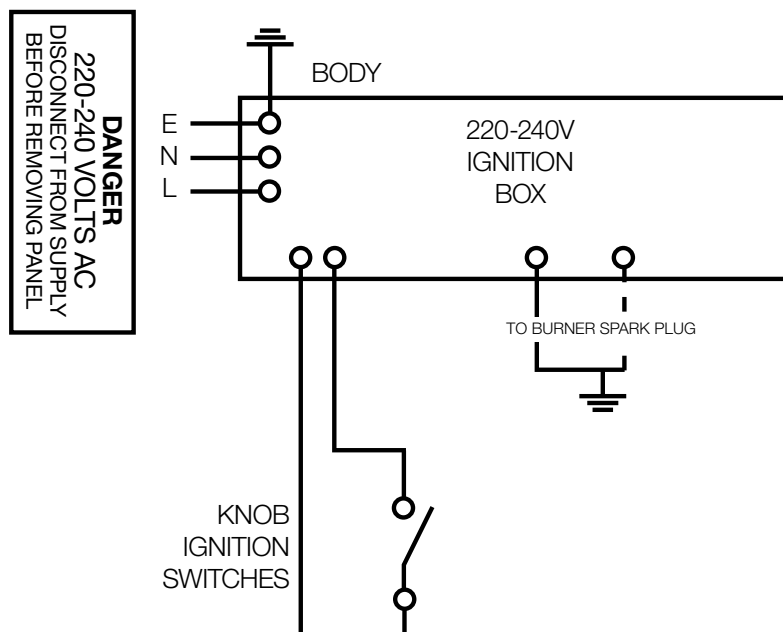 DANGER
220-240 VOLTS AC
DISCONNECT FROM SUPPLY
BEFORE REMOVING PANEL
BODY
E
N
L
220-240V
IGNITION
BOX
TO BURNER SPARK PLUG
KNOB
IGNITION
SWITCHES